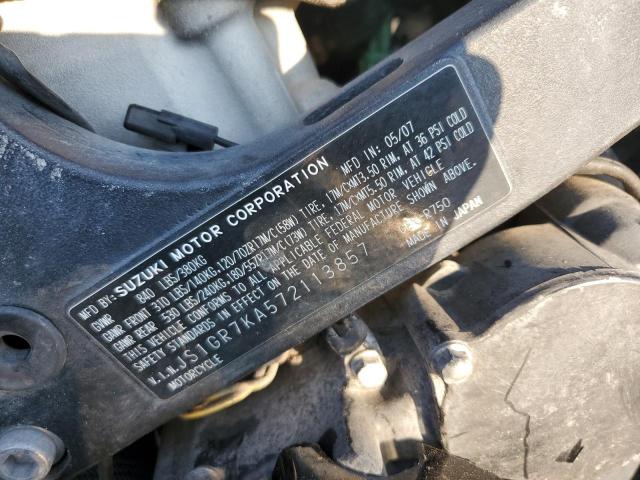 MFD BY: SUZUKI MOTOR CORPORATION MFD IN: 05/07
GVWR 840 LBS/380KG
GAWR FRONT 310 LBS/140KG,120/70ZR17M/C(58W) TIRE, 17M/CXMT3.50 RIM, AT 36 PSI COLD
GAWR REAR 530 LBS/240KG,180/55ZR17M/C(73W) TIRE, 17M/CXMT5.50 RIM, AT 42 PSI COLD
THIS VEHICLE CONFORMS TO ALL APPLICABLE FEDERAL MOTOR VEHICLE
SAFETY STANDARDS IN EFFECT ON THE DATE OF MANUFACTURE SHOWN ABOVE.
V.I.N.JS1GR7KA572113857 R750
MOTORCYCLE MADE IN JAPAN